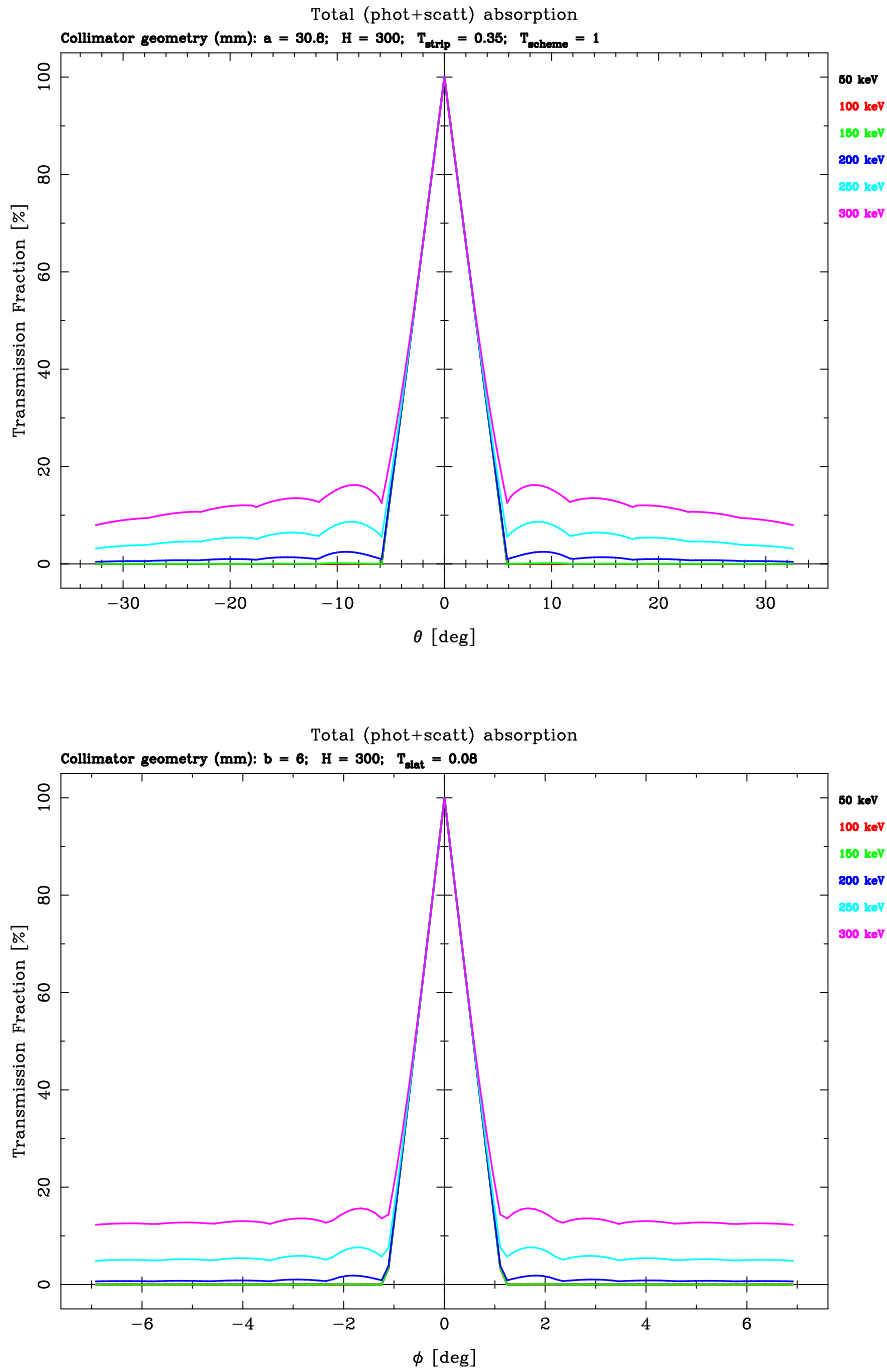 Total (phot+scatt) absorption
Collimator geometry (mm): a = 30.8; H = 300; Tstrip = 0.35; Tscheme = 1
50 keV
100 keV
150 keV
200 keV
250 keV
300 keV
Transmission Fraction [%]
100
80
60
40
20
0
−30 −20 −10 0 10 20 30
θ [deg]
Total (phot+scatt) absorption
Collimator geometry (mm): b = 6; H = 300; Tslat = 0.08
50 keV
100 keV
150 keV
200 keV
250 keV
300 keV
Transmission Fraction [%]
100
80
60
40
20
0
−6 −4 −2 0 2 4 6
ϕ [deg]